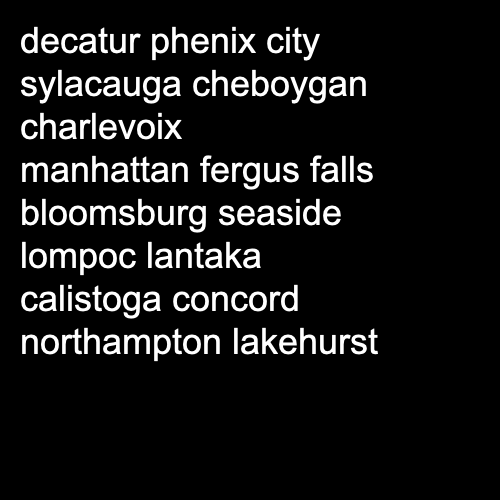 decatur phenix city
sylacauga cheboygan
charlevoix
manhattan fergus falls
bloomsburg seaside
lompoc lantaka
calistoga concord
northampton lakehurst